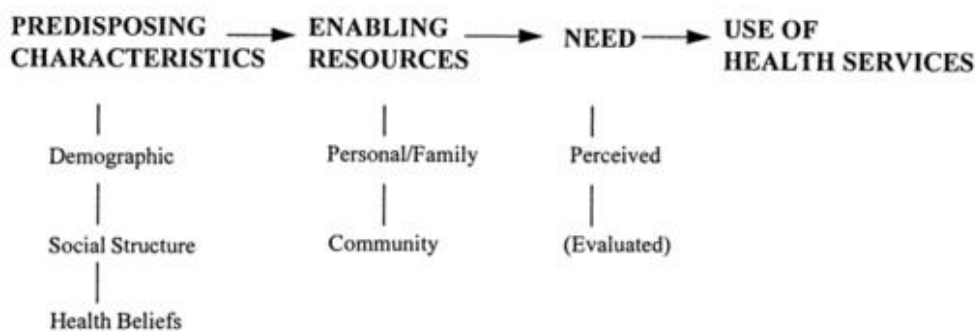 PREDISPOSING
CHARACTERISTICS
ENABLING
RESOURCES
NEED
USE OF
HEALTH SERVICES
Demographic
Social Structure
Health Beliefs
Personal/Family
Community
Perceived
(Evaluated)